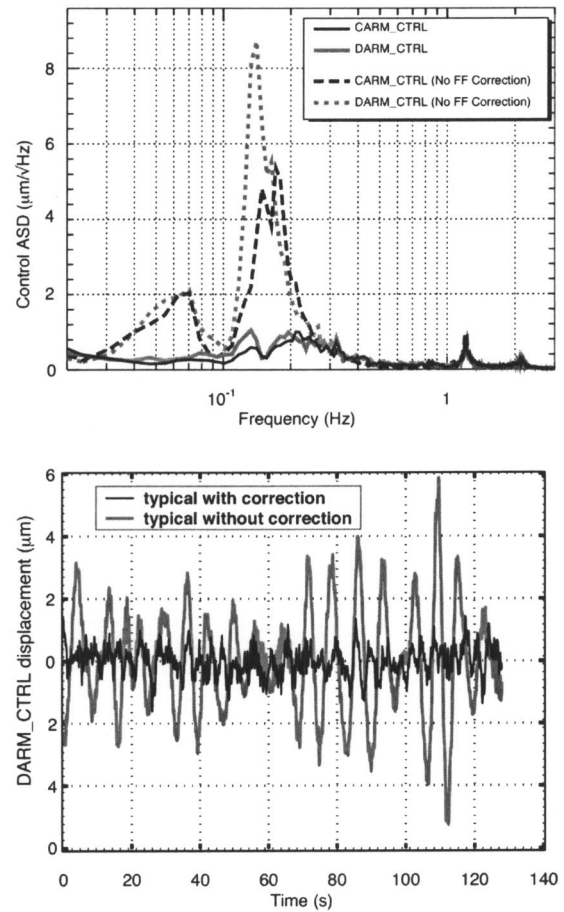 CARM_CTRL
DARM_CTRL
CARM_CTRL (No FF Correction)
DARM_CTRL (No FF Correction)
8
6
4
2
0
Control ASD (μm/√Hz)
10-1
1
Frequency (Hz)
6
4
2
0
2
4
0
DARM_CTRL displacement (μm)
typical with correction
typical without correction
0
20
40
60
80
100
120
140
Time (s)